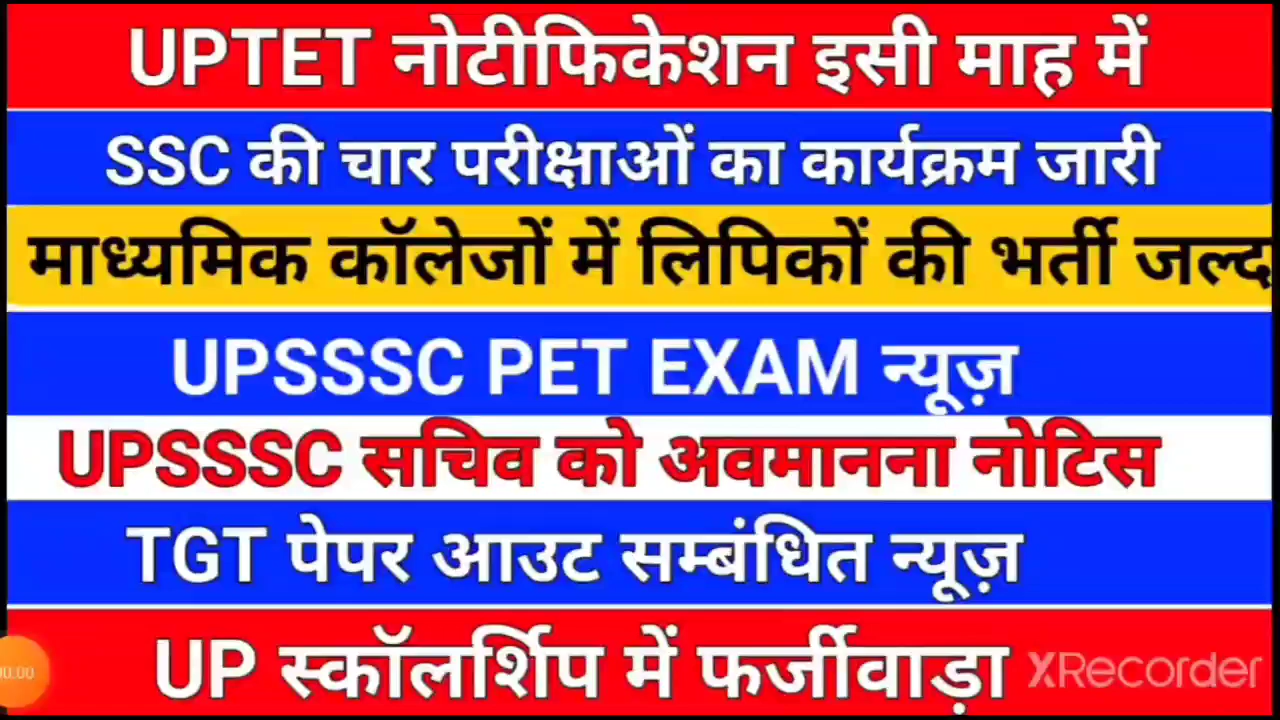 UPTET नोटीफिकेशन इसी माह में
SSC की चार परीक्षाओं का कार्यक्रम जारी
माध्यमिक कॉलेजों में लिपिकों की भर्ती जल्द
UPSSSC PET EXAM न्यूज़
UPSSSC सचिव को अवमानना नोटिस
TGT पेपर आउट सम्बंधित न्यूज़
UP स्कॉलर्शिप में फर्जीवाड़ा
XRecorder